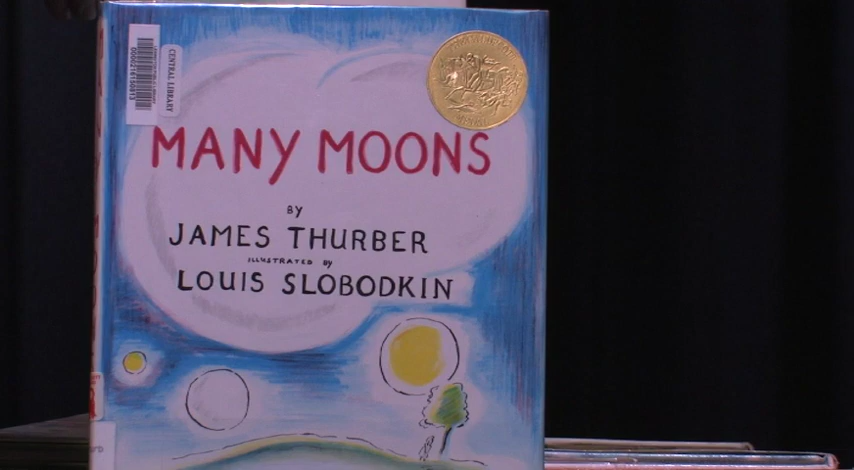 CENTRAL LIBRARY
MANY MOONS
BY
JAMES THURBER
ILLUSTRATED BY
LOUIS SLOBODKIN